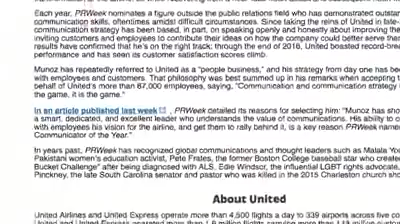 Each year, PRWeek nominates a figure outside the public relations field who has demonstrated outstan
communication skills, oftentimes amidst difficult circumstances. Since taking the reins of United in late-
communication strategy has been based, in part, on speaking openly and honestly about improving the
inviting customers and employees to contribute their ideas on how the company could better serve thei
results have confirmed that he's on the right track; through the end of 2016, United boasted record-brea
performance and has seen its customer satisfaction scores climb.
Munoz has repeatedly referred to United as a "people business," and his strategy from day one has bee
with employees and customers. That philosophy was best summed up in his remarks when accepting t
behalf of United's more than 87,000 employees, saying, "Communication and communication strategy i
the game. It is the game."
In an article published last week , PRWeek detailed its reasons for selecting him: "Munoz has show
a smart, dedicated, and excellent leader who understands the value of communications. His ability to c
with employees his vision for the airline, and get them to rally behind it, is a key reason PRWeek name
Communicator of the Year."
In years past, PRWeek has recognized global communications and thought leaders such as Malala You
Pakistani women's education activist, Pete Frates, the former Boston College baseball star who create
Bucket Challenge" after being diagnosed with ALS, Edie Windsor, the influential LGBT rights advocate,
Pinckney, the late South Carolina senator and pastor who was killed in the 2015 Charleston church sho
About United
United Airlines and United Express operate more than 4,500 flights a day to 339 airports across five co